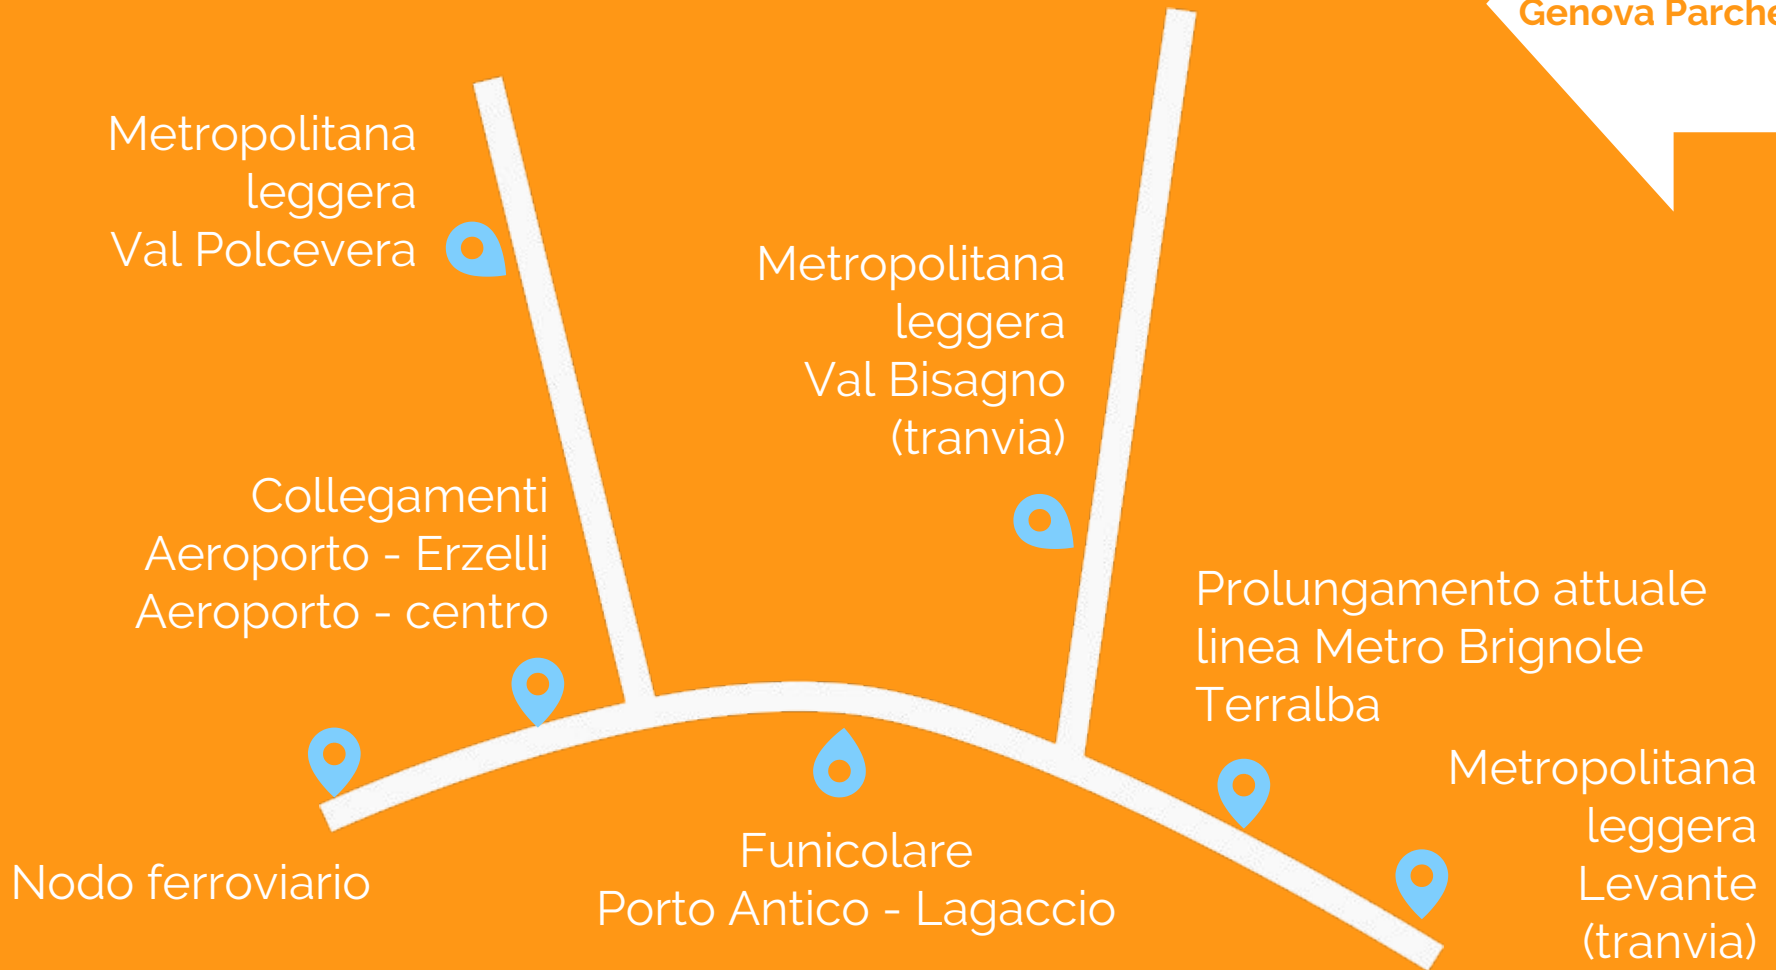 Genova Parche
Metropolitana
leggera
Val Polcevera
Metropolitana
leggera
Val Bisagno
(tranvia)
Collegamenti
Aeroporto - Erzelli
Aeroporto - centro
Prolungamento attuale
linea Metro Brignole
Terralba
Metropolitana
leggera
Levante
(tranvia)
Funicolare
Porto Antico - Lagaccio
Nodo ferroviario